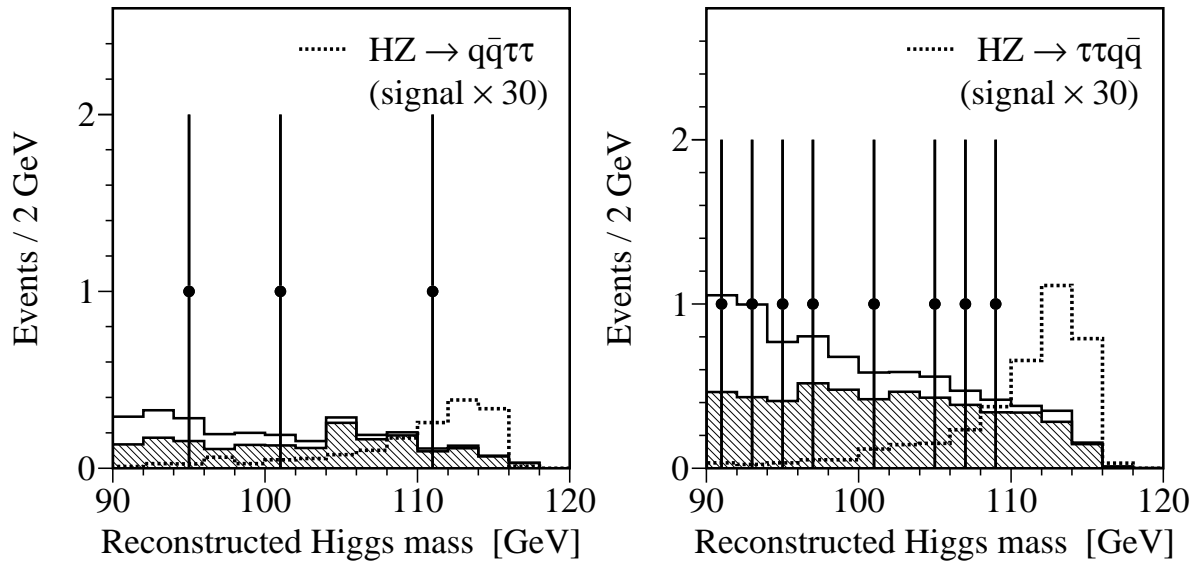 HZ → qq̄ττ
(signal × 30)
2
1
0
Events / 2 GeV
90 100 110 120
Reconstructed Higgs mass [GeV]
HZ → ττqq̄
(signal × 30)
2
1
0
Events / 2 GeV
90 100 110 120
Reconstructed Higgs mass [GeV]